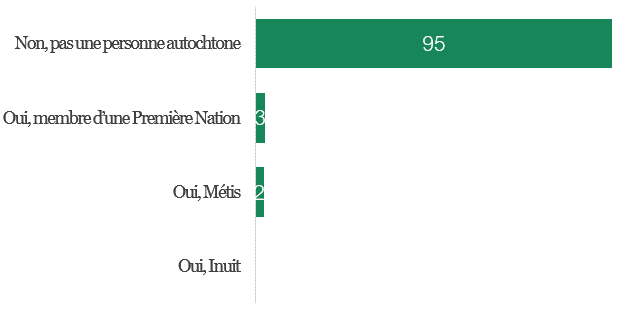 Non, pas une personne autochtone
95
Oui, membre d’une Première Nation
3
Oui, Métis
2
Oui, Inuit